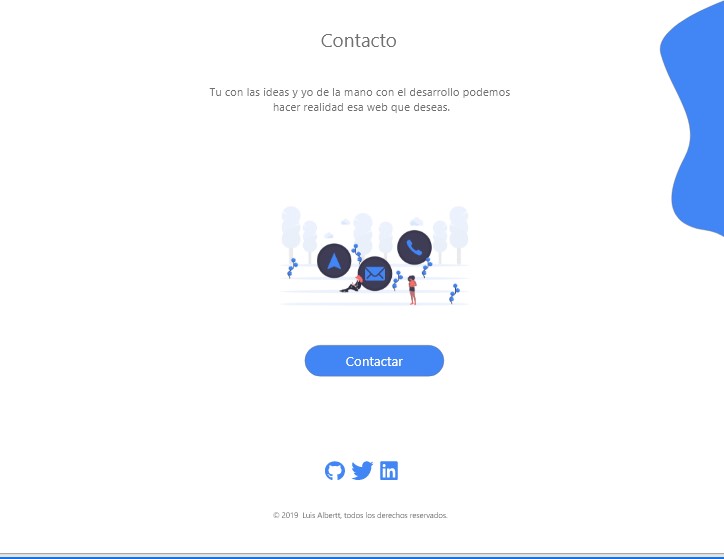 Contacto
Tu con las ideas y yo de la mano con el desarrollo podemos
hacer realidad esa web que deseas.
Contactar
in
© 2019 Luis Albertt, todos los derechos reservados.